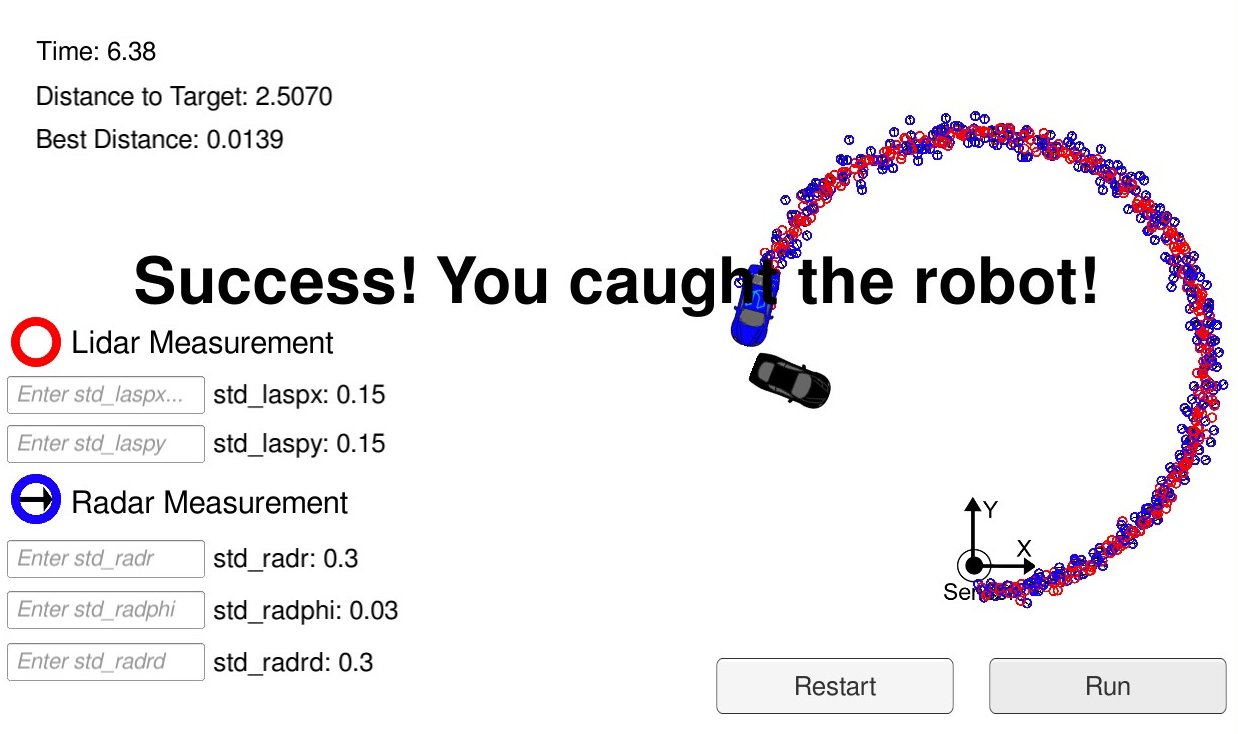 Time: 6.38
Distance to Target: 2.5070
Best Distance: 0.0139
Success! You caught the robot!
Lidar Measurement
Enter std_laspx... std_laspx: 0.15
Enter std_laspy std_laspy: 0.15
Radar Measurement
Y
X
Enter std_radr std_radr: 0.3
Enter std_radphi std_radphi: 0.03
Enter std_radrd std_radrd: 0.3
Restart Run